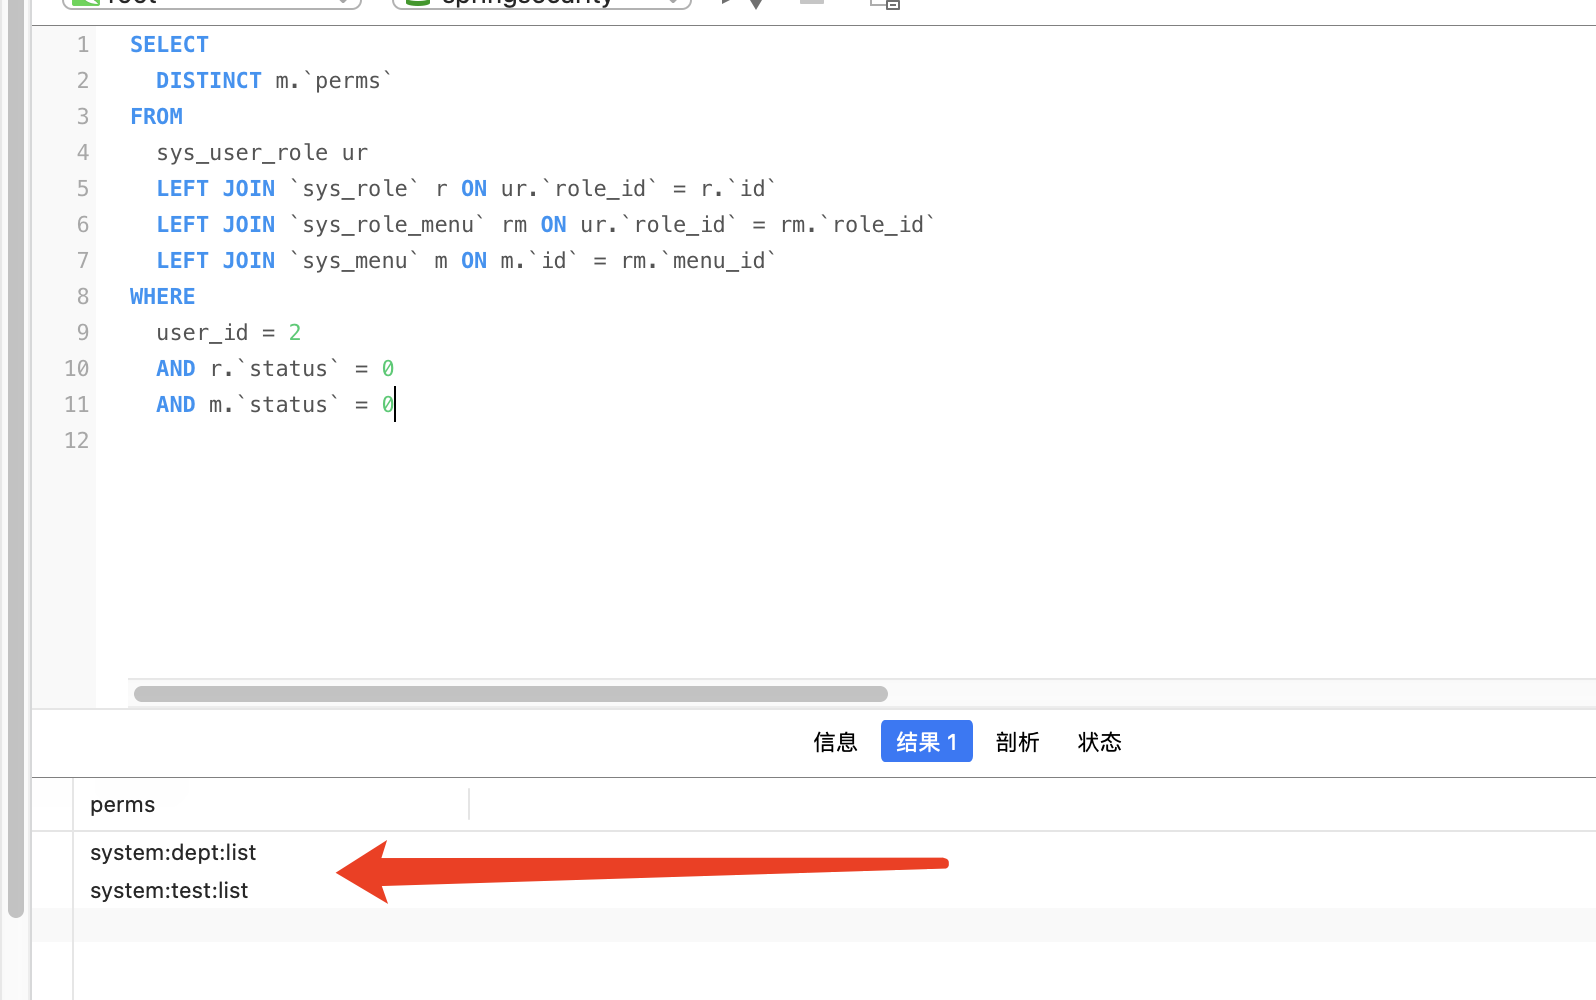 root springsecurity
1 SELECT
2 DISTINCT m.`perms`
3 FROM
4 sys_user_role ur
5 LEFT JOIN `sys_role` r ON ur.`role_id` = r.`id`
6 LEFT JOIN `sys_role_menu` rm ON ur.`role_id` = rm.`role_id`
7 LEFT JOIN `sys_menu` m ON m.`id` = rm.`menu_id`
8 WHERE
9 user_id = 2
10 AND r.`status` = 0
11 AND m.`status` = 0
12
信息 结果 1 剖析 状态
perms
system:dept:list
system:test:list